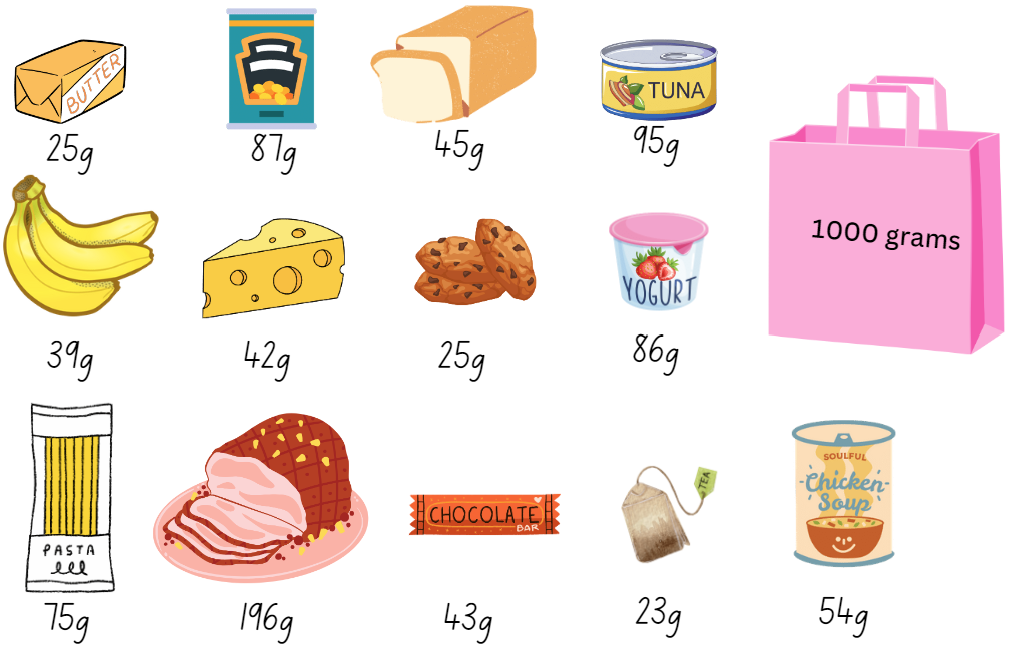 BUTTER
TUNA
25g
87g
45g
95g
1000 grams
YOGURT
39g
42g
25g
86g
SOULFUL
Chicken
Soup
TEA
CHOCOLATE
BAR
PASTA
75g
196g
43g
23g
54g